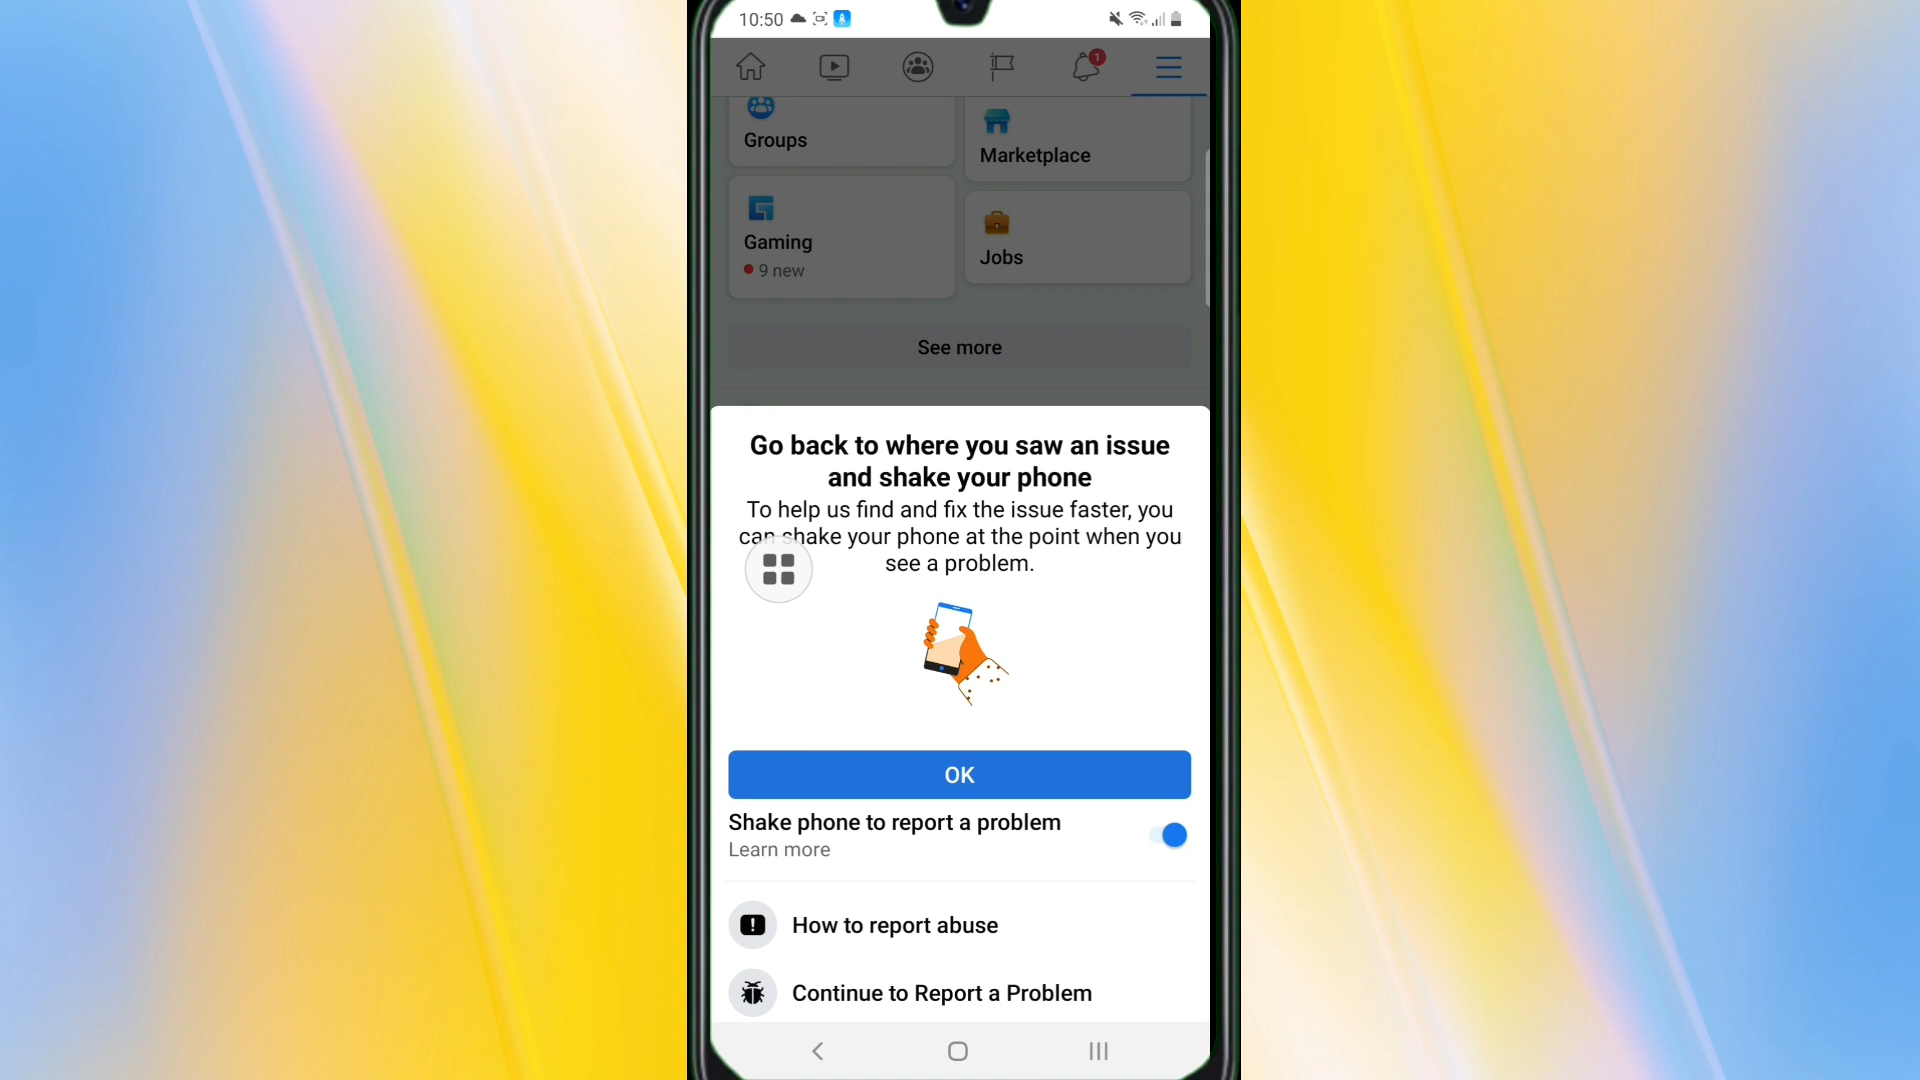 10:50
1
Groups
Marketplace
Gaming
9 new
Jobs
See more
Go back to where you saw an issue
and shake your phone
To help us find and fix the issue faster, you
can shake your phone at the point when you
see a problem.
OK
Shake phone to report a problem
Learn more
How to report abuse
Continue to Report a Problem